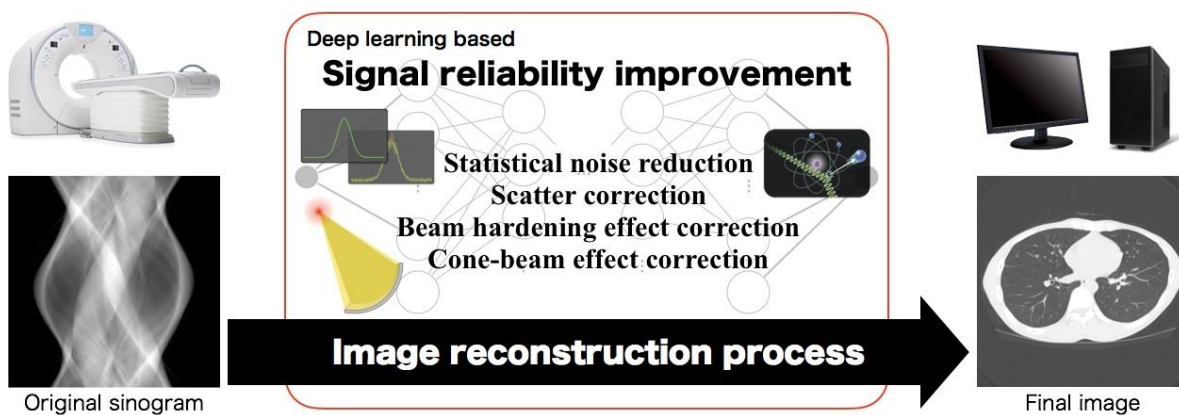 Deep learning based
Signal reliability improvement
Statistical noise reduction
Scatter correction
Beam hardening effect correction
Cone-beam effect correction
Image reconstruction process
Original sinogram
Final image